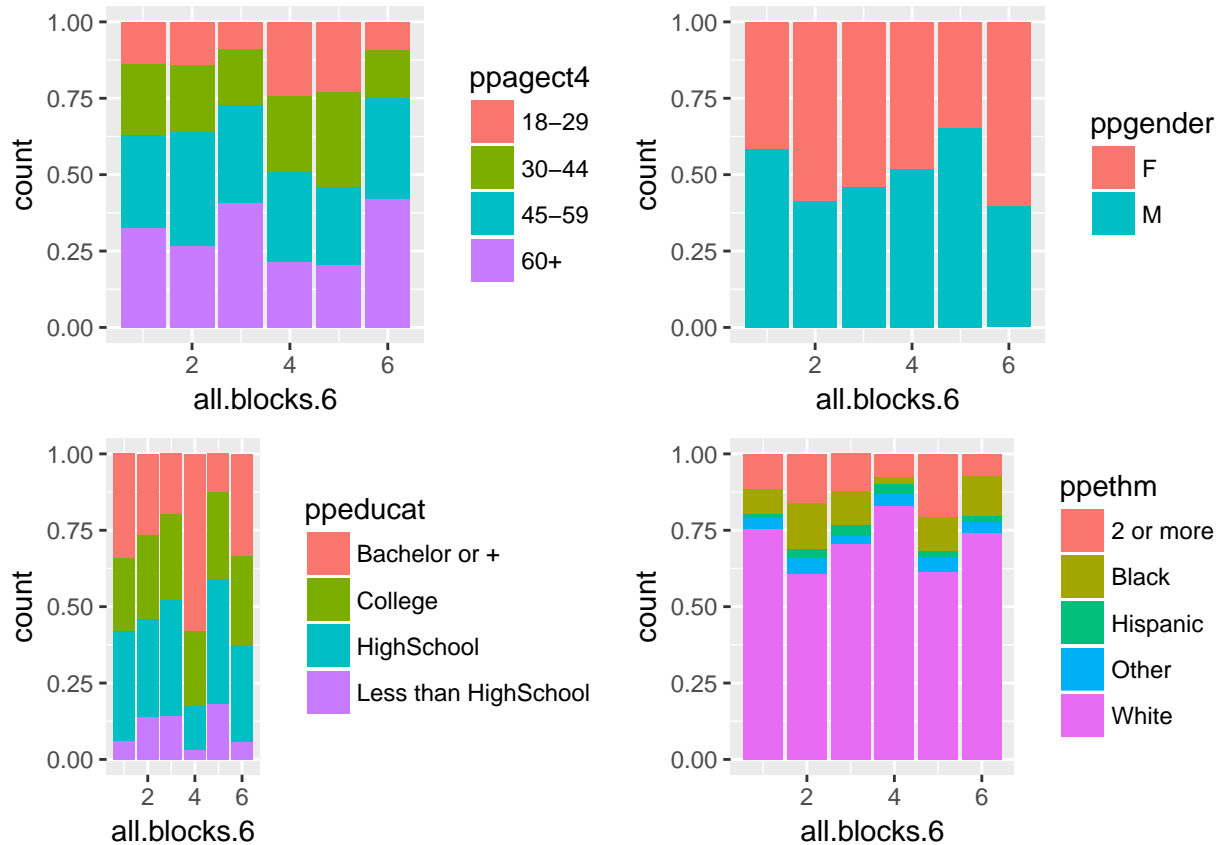 1.00
0.75
0.50
0.25
0.00
count
2 4 6
all.blocks.6
ppagect4
18−29
30−44
45−59
60+
1.00
0.75
0.50
0.25
0.00
count
2 4 6
all.blocks.6
ppgender
F
M
1.00
0.75
0.50
0.25
0.00
count
2 4 6
all.blocks.6
ppeducat
Bachelor or +
College
HighSchool
Less than HighSchool
1.00
0.75
0.50
0.25
0.00
count
2 4 6
all.blocks.6
ppethm
2 or more
Black
Hispanic
Other
White